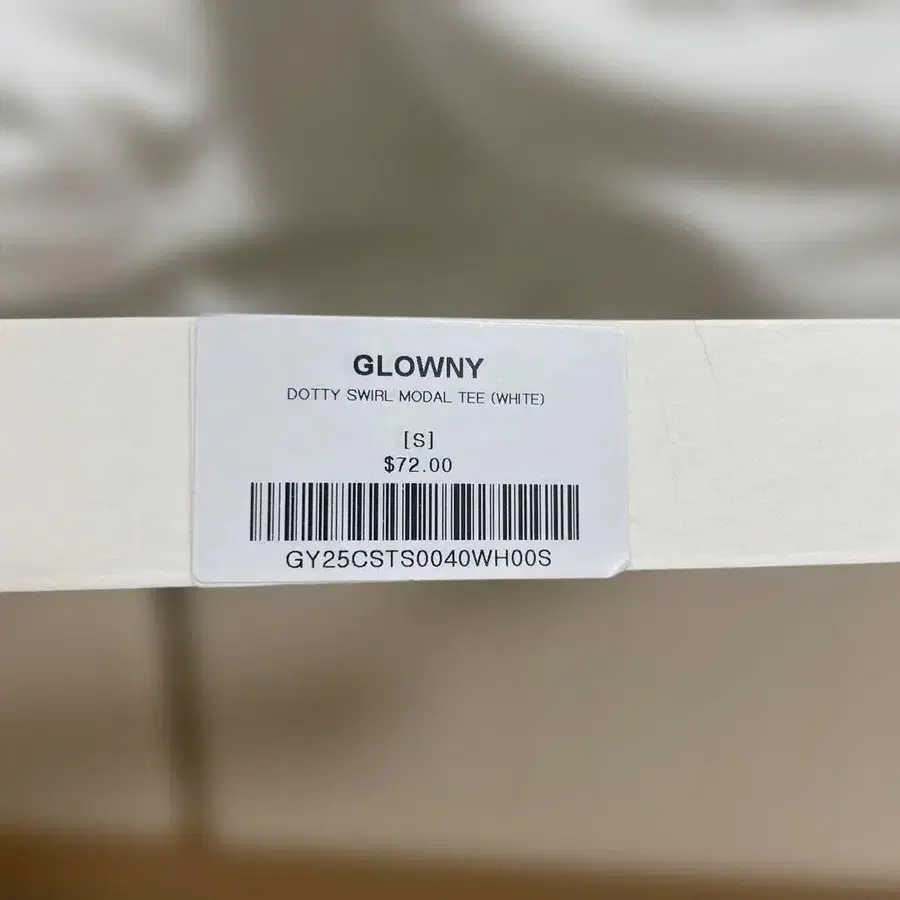 GLOWNY
DOTTY SWIRL MODAL TEE (WHITE)
[S]
$72.00
GY25CSTS0040WH00S